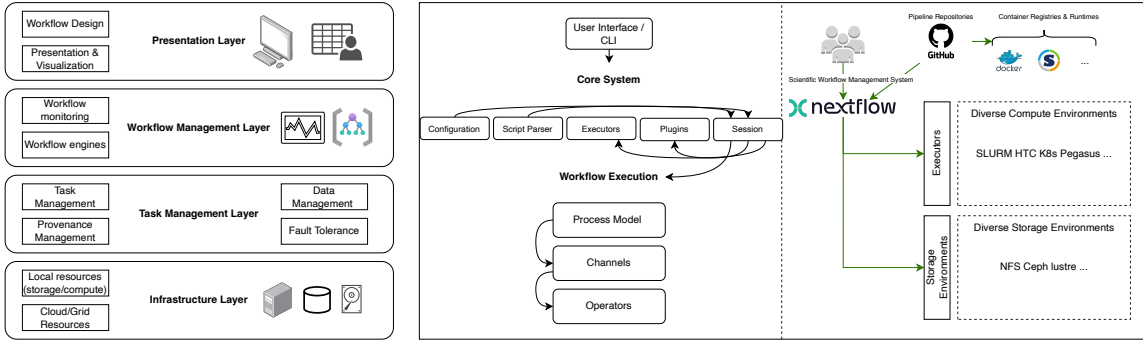 Workflow Design
Presentation &
Visualization
Presentation Layer
Workflow
monitoring
Workflow engines
Workflow Management Layer
Task
Management
Provenance
Management
Task Management Layer
Data
Management
Fault Tolerance
Local resources
(storage/compute)
Cloud/Grid
Resources
Infrastructure Layer
User Interface /
CLI
Core System
Configuration
Script Parser
Executors
Plugins
Session
Workflow Execution
Process Model
Channels
Operators
Pipeline Repositories
GitHub
Container Registries & Runtimes
docker
S
...
Scientific Workflow Management System
nextflow
Executors
Diverse Compute Environments
SLURM HTC K8s Pegasus ...
Storage
Environments
Diverse Storage Environments
NFS Ceph lustre ...